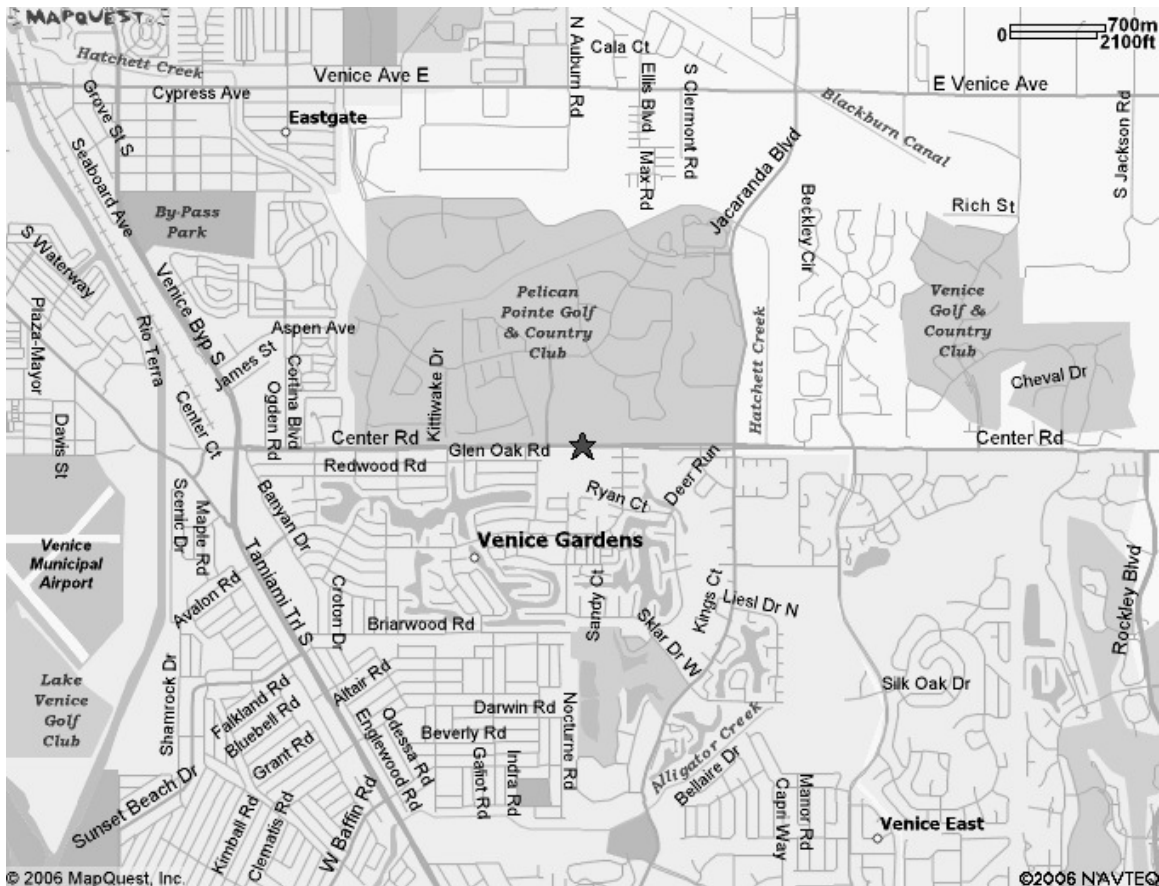 MAPQUEST
700m
0
2100ft
Hatchett Creek
Venice Ave E
N Auburn Rd
Cala Ct
Cypress Ave
E Venice Ave
Eastgate
Grove St S
Ellis Blvd
S Clermont Rd
Blackburn Canal
S Jackson Rd
Seaboard Ave
Max Rd
Jacaranda Blvd
By-Pass
Park
Beckley Cir
Rich St
S Waterway
Venice Byp S
Plaza-Mayor
Rio Terra
Pelican
Pointe Golf
& Country
Club
Venice
Golf &
Country
Club
Aspen Ave
James St
Hatchett Creek
Cheval Dr
Cortina Blvd
Ogden Rd
Kittiwake Dr
Center Ct
Davis St
Center Rd
Glen Oak Rd
Center Rd
Redwood Rd
Deer Run
Ryan Ct
Scenic Dr
Maple Rd
Banyan Dr
Venice
Municipal
Airport
Venice Gardens
Tamiami Trl S
Avalon Rd
Croton Dr
Sandy Ct
Kings Ct
Liesl Dr N
Rockley Blvd
Briarwood Rd
Sklar Dr W
Lake
Venice
Golf
Club
Shamrock Dr
Altair Rd
Falkland Rd
Silk Oak Dr
Bluebell Rd
Darwin Rd
Nocturne Rd
Odessa Rd
Englewood Rd
Beverly Rd
Grant Rd
Galiot Rd
Indra Rd
Alligator Creek
Bellaire Dr
Sunset Beach Dr
Kimball Rd
Clematis Rd
W Baffin Rd
Capri Way
Manor Rd
Venice East
© 2006 MapQuest, Inc.
©2006 NAVTEQ